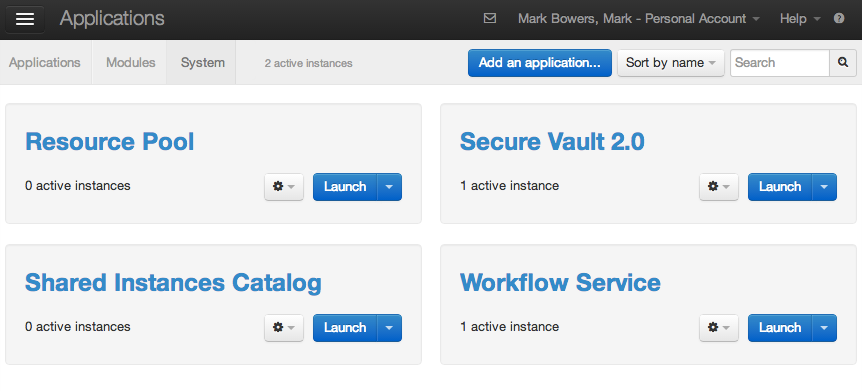 Applications
Mark Bowers, Mark - Personal Account
Help
Applications
Modules
System
2 active instances
Add an application...
Sort by name
Search
Resource Pool
0 active instances
Launch
Secure Vault 2.0
1 active instance
Launch
Shared Instances Catalog
0 active instances
Launch
Workflow Service
1 active instance
Launch